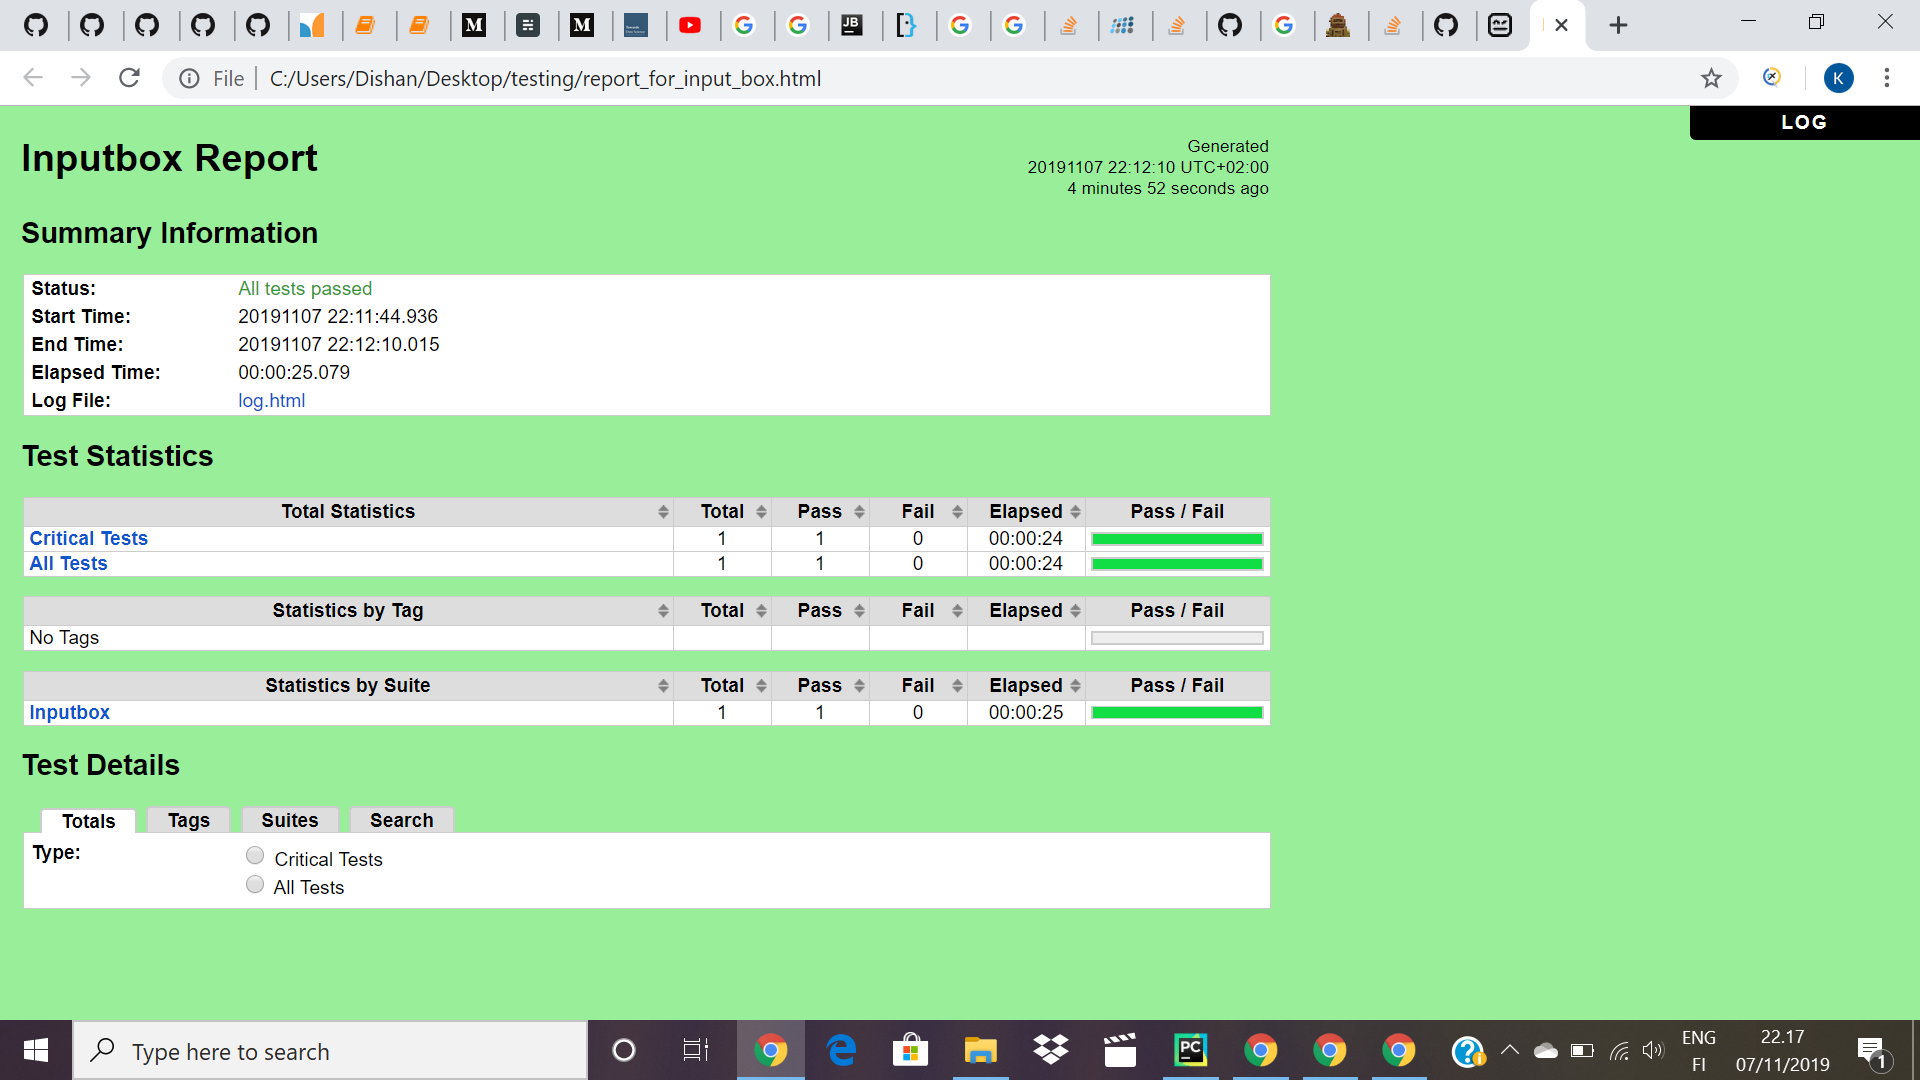 File
C:/Users/Dishan/Desktop/testing/report_for_input_box.html
K
LOG
Inputbox Report
Generated
20191107 22:12:10 UTC+02:00
4 minutes 52 seconds ago
Summary Information
Status: All tests passed
Start Time: 20191107 22:11:44.936
End Time: 20191107 22:12:10.015
Elapsed Time: 00:00:25.079
Log File: log.html
Test Statistics
Total Statistics Total Pass Fail Elapsed Pass / Fail
Critical Tests 1 1 0 00:00:24
All Tests 1 1 0 00:00:24
Statistics by Tag Total Pass Fail Elapsed Pass / Fail
No Tags
Statistics by Suite Total Pass Fail Elapsed Pass / Fail
Inputbox 1 1 0 00:00:25
Test Details
Totals Tags Suites Search
Type:
Critical Tests
All Tests
Type here to search
PC
ENG
FI
22.17
07/11/2019
1